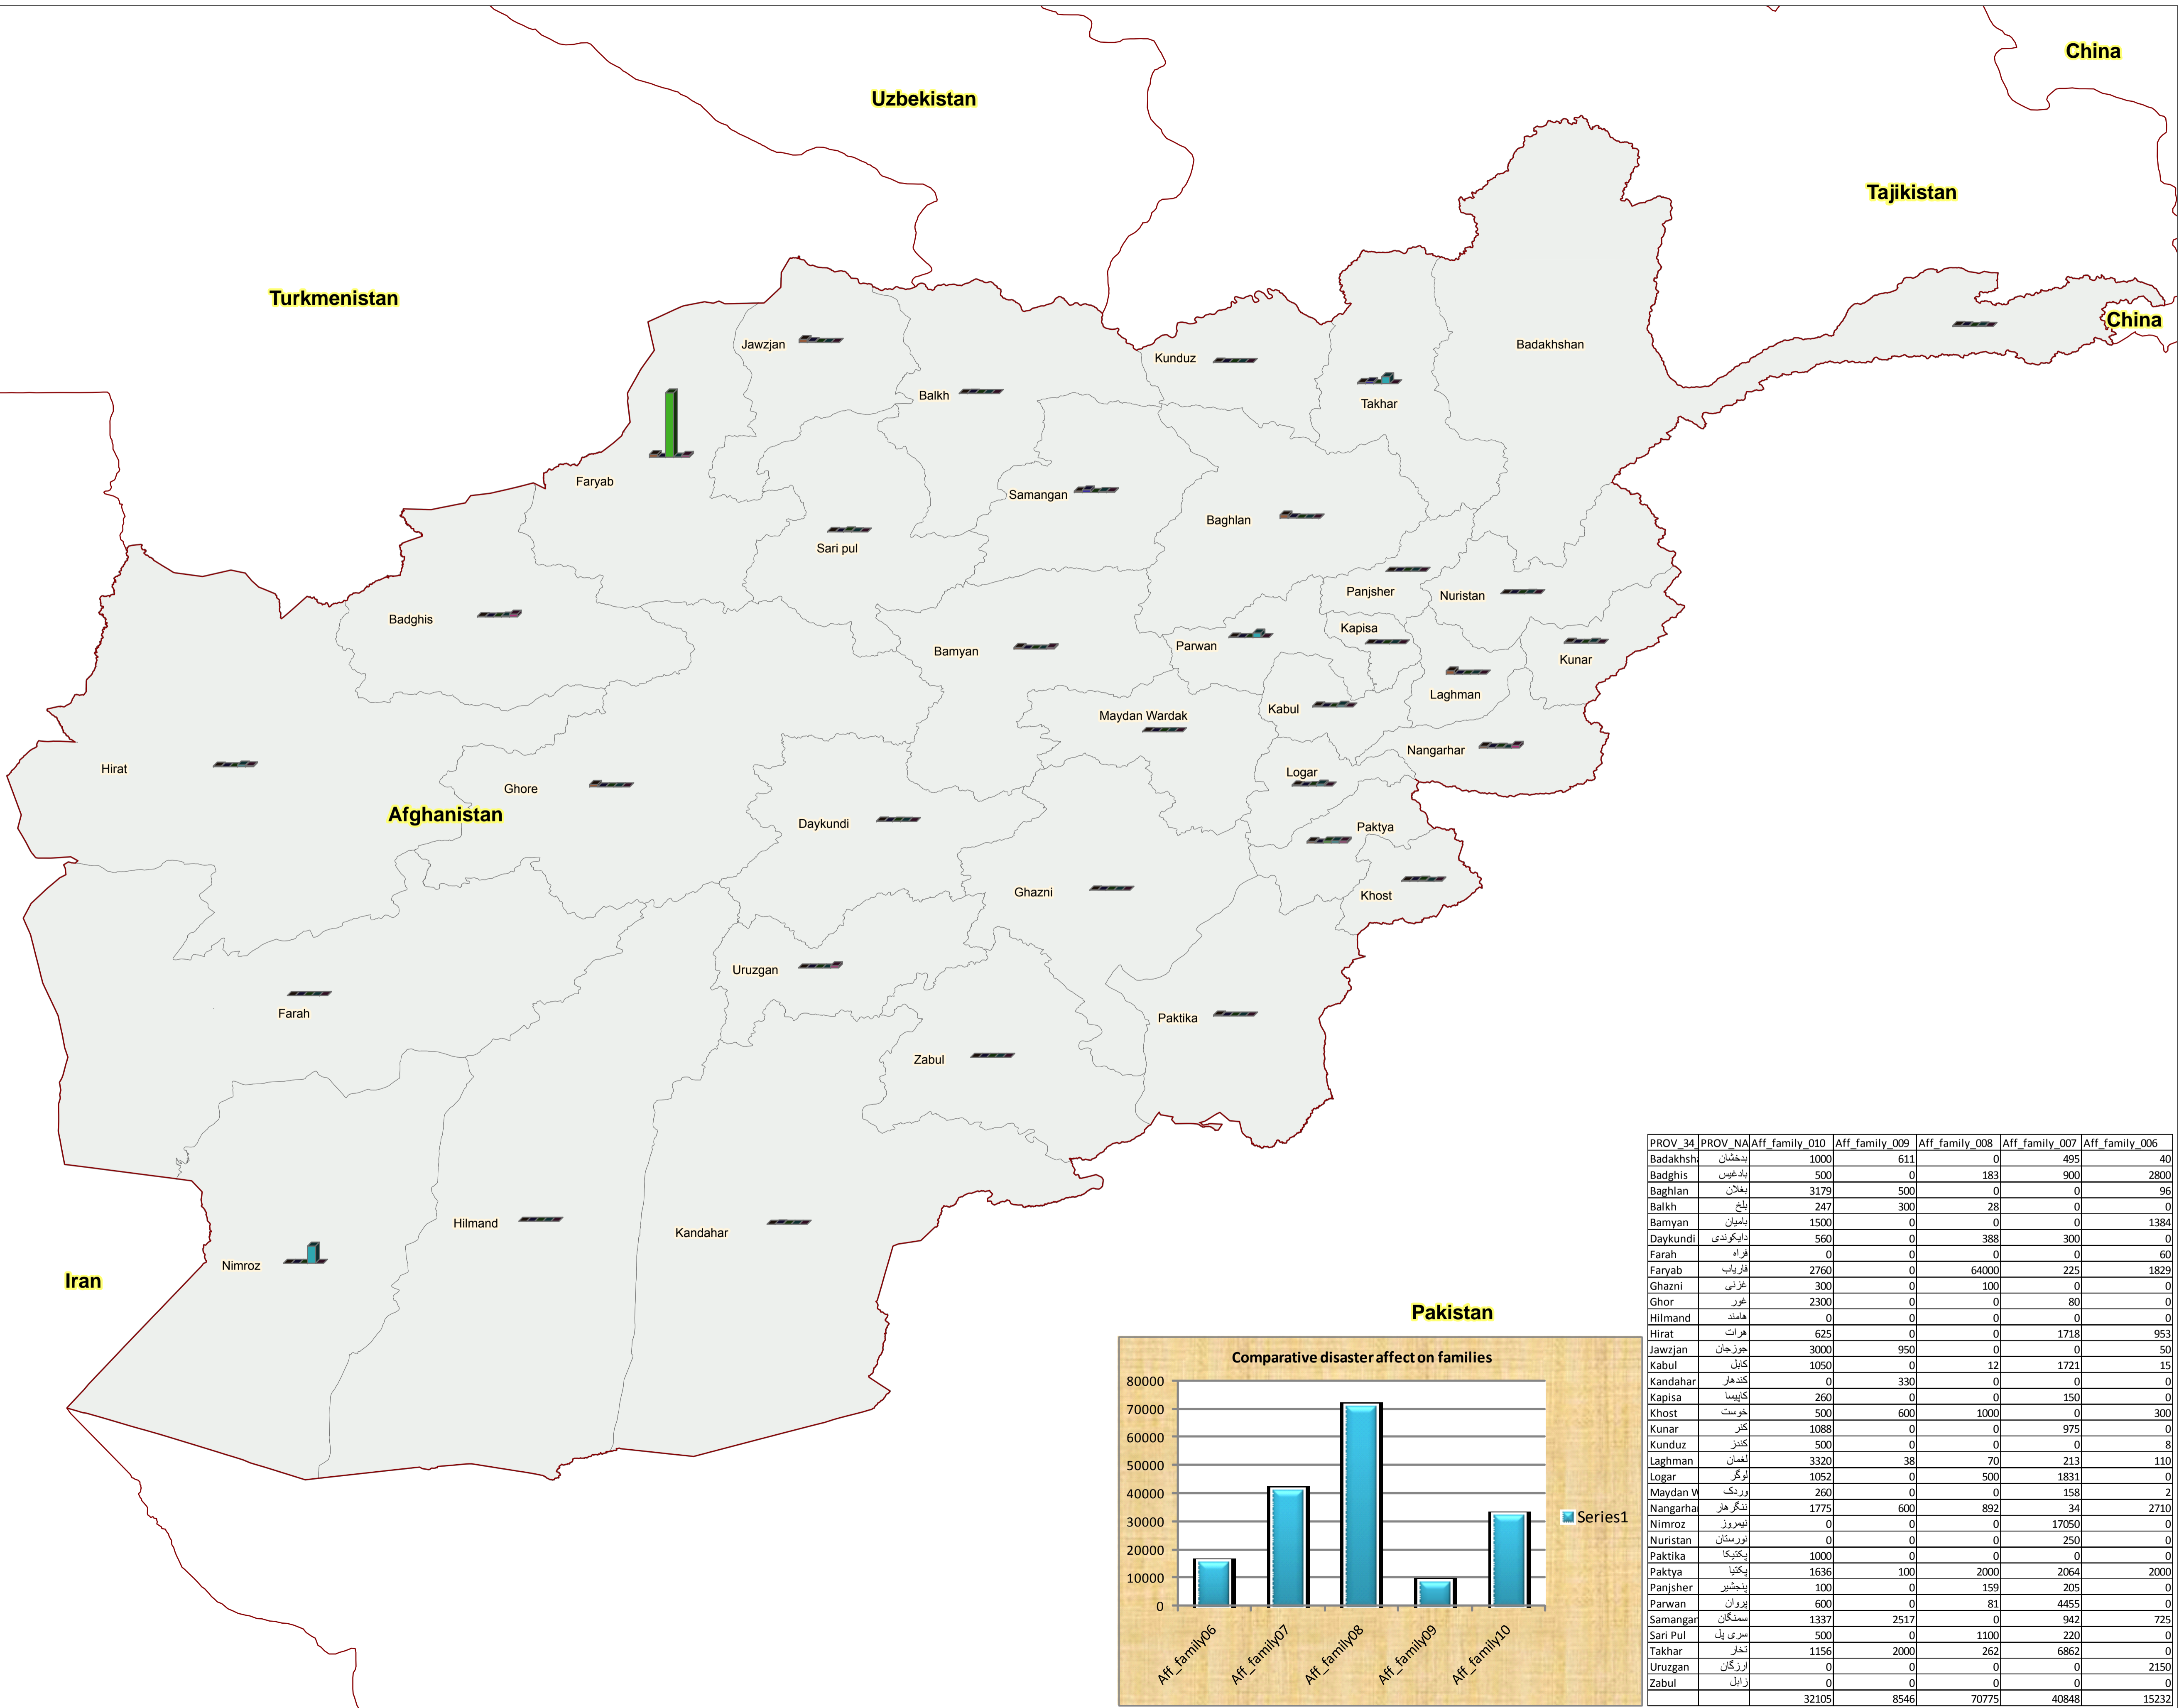 China
Uzbekistan
Tajikistan
Turkmenistan
China
Jawzjan
Badakhshan
Kunduz
Balkh
Takhar
Faryab
Samangan
Baghlan
Sari pul
Panjsher
Nuristan
Badghis
Kapisa
Parwan
Bamyan
Kunar
Laghman
Kabul
Maydan Wardak
Nangarhar
Hirat
Logar
Ghore
Afghanistan
Daykundi
Paktya
Ghazni
Khost
Uruzgan
Farah
Paktika
Zabul
Hilmand
Kandahar
Nimroz
Iran
Pakistan
Comparative disaster affect on families
80000
70000
60000
50000
40000
30000
20000
10000
0
Aff_family06 Aff_family07 Aff_family08 Aff_family09 Aff_family10
Series1
PROV_34 PROV_NA Aff_family_010 Aff_family_009 Aff_family_008 Aff_family_007 Aff_family_006
Badakhsha بدخشان 1000 611 0 495 40
Badghis بادغیس 500 0 183 900 2800
Baghlan بغلان 3179 500 0 0 96
Balkh بلخ 247 300 28 0 0
Bamyan بامیان 1500 0 0 0 1384
Daykundi دایکوندی 560 0 388 300 0
Farah فراه 0 0 0 0 60
Faryab فاریاب 2760 0 64000 225 1829
Ghazni غزنی 300 0 100 0 0
Ghor غور 2300 0 0 80 0
Hilmand هامند 0 0 0 0 0
Hirat هرات 625 0 0 1718 953
Jawzjan جوزجان 3000 950 0 0 50
Kabul کابل 1050 0 12 1721 15
Kandahar کندهار 0 330 0 0 0
Kapisa کاپیسا 260 0 0 150 0
Khost خوست 500 600 1000 0 300
Kunar کنر 1088 0 0 975 0
Kunduz کندز 500 0 0 0 8
Laghman لغمان 3320 38 70 213 110
Logar لوگر 1052 0 500 1831 0
Maydan W وردک 260 0 0 158 2
Nangarhar ننگرهار 1775 600 892 34 2710
Nimroz نیمروز 0 0 0 17050 0
Nuristan نورستان 0 0 0 250 0
Paktika پکتیکا 1000 0 0 0 0
Paktya پکتیا 1636 100 2000 2064 2000
Panjsher پنجشیر 100 0 159 205 0
Parwan پروان 600 0 81 4455 0
Samangan سمنگان 1337 2517 0 942 725
Sari Pul سری پل 500 0 1100 220 0
Takhar تخار 1156 2000 262 6862 0
Uruzgan ارزگان 0 0 0 0 2150
Zabul زابل 0 0 0 0 0
32105 8546 70775 40848 15232